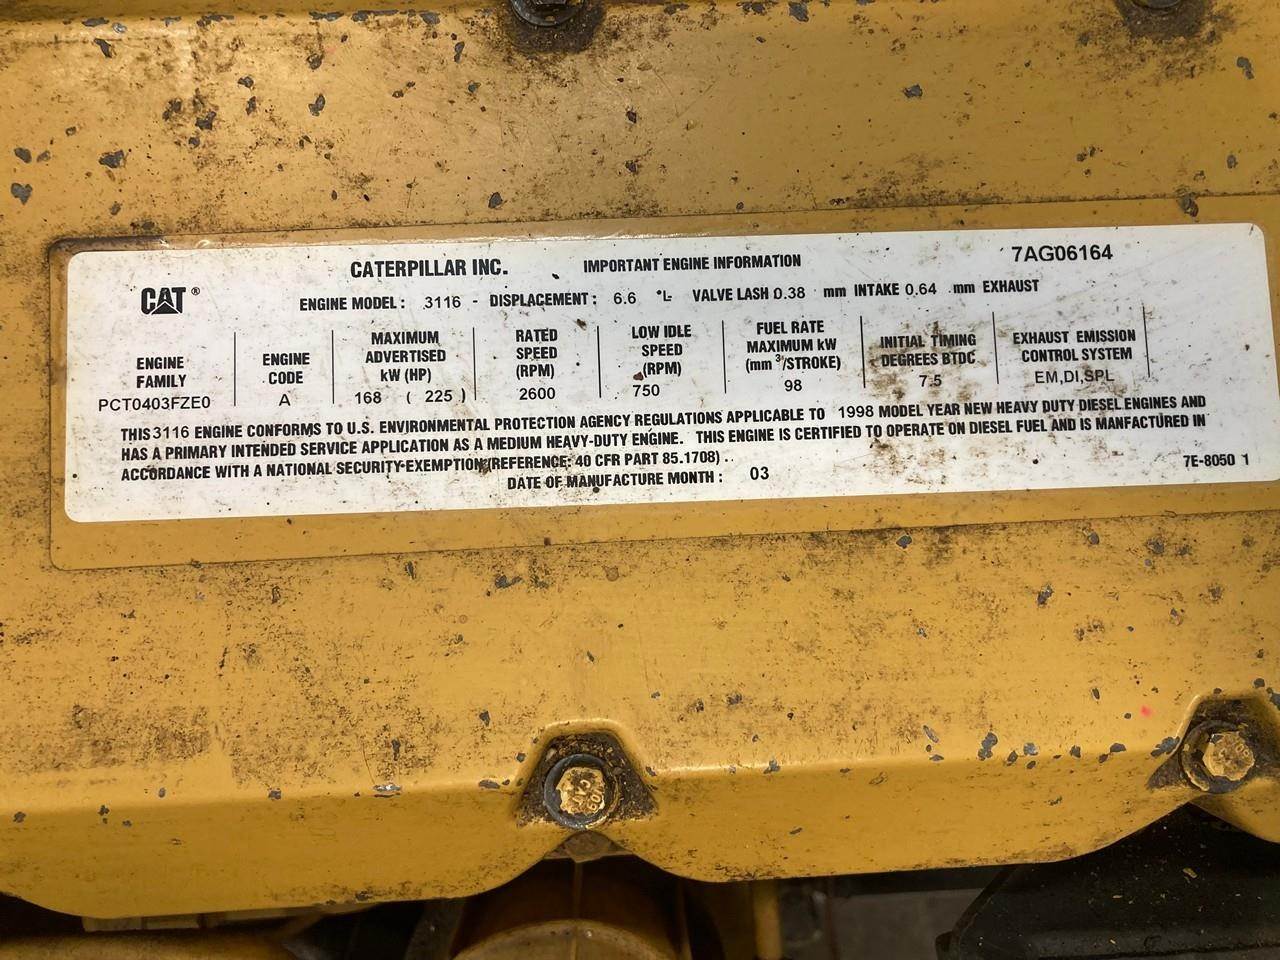 CATERPILLAR INC. IMPORTANT ENGINE INFORMATION 7AG06164
CAT®
ENGINE MODEL: 3116 - DISPLACEMENT: 6.6 L VALVE LASH 0.38 mm INTAKE 0.64 mm EXHAUST
ENGINE FAMILY
PCT0403FZE0
ENGINE CODE
A
MAXIMUM
ADVERTISED
kW (HP)
168 ( 225 )
RATED
SPEED
(RPM)
2600
LOW IDLE
SPEED
(RPM)
750
FUEL RATE
MAXIMUM kW
(mm³/STROKE)
98
INITIAL TIMING
DEGREES BTDC
7.5
EXHAUST EMISSION
CONTROL SYSTEM
EM,DI,SPL
THIS 3116 ENGINE CONFORMS TO U.S. ENVIRONMENTAL PROTECTION AGENCY REGULATIONS APPLICABLE TO 1998 MODEL YEAR NEW HEAVY DUTY DIESEL ENGINES AND
HAS A PRIMARY INTENDED SERVICE APPLICATION AS A MEDIUM HEAVY-DUTY ENGINE. THIS ENGINE IS CERTIFIED TO OPERATE ON DIESEL FUEL AND IS MANFACTURED IN
ACCORDANCE WITH A NATIONAL SECURITY-EXEMPTION (REFERENCE: 40 CFR PART 85.1708) .
DATE OF MANUFACTURE MONTH : 03
7E-8050 1